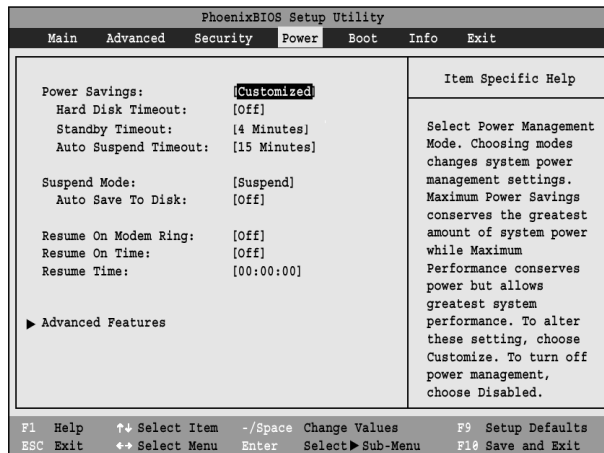 PhoenixBIOS Setup Utility
Main Advanced Security Power Boot Info Exit
Power Savings: [Customized]
Hard Disk Timeout: [Off]
Standby Timeout: [4 Minutes]
Auto Suspend Timeout: [15 Minutes]
Suspend Mode: [Suspend]
Auto Save To Disk: [Off]
Resume On Modem Ring: [Off]
Resume On Time: [Off]
Resume Time: [00:00:00]
▶ Advanced Features
Item Specific Help
Select Power Management
Mode. Choosing modes
changes system power
management settings.
Maximum Power Savings
conserves the greatest
amount of system power
while Maximum
Performance conserves
power but allows
greatest system
performance. To alter
these setting, choose
Customize. To turn off
power management,
choose Disabled.
F1 Help ↑↓ Select Item -/Space Change Values F9 Setup Defaults
ESC Exit ←→ Select Menu Enter Select ▶ Sub-Menu F10 Save and Exit